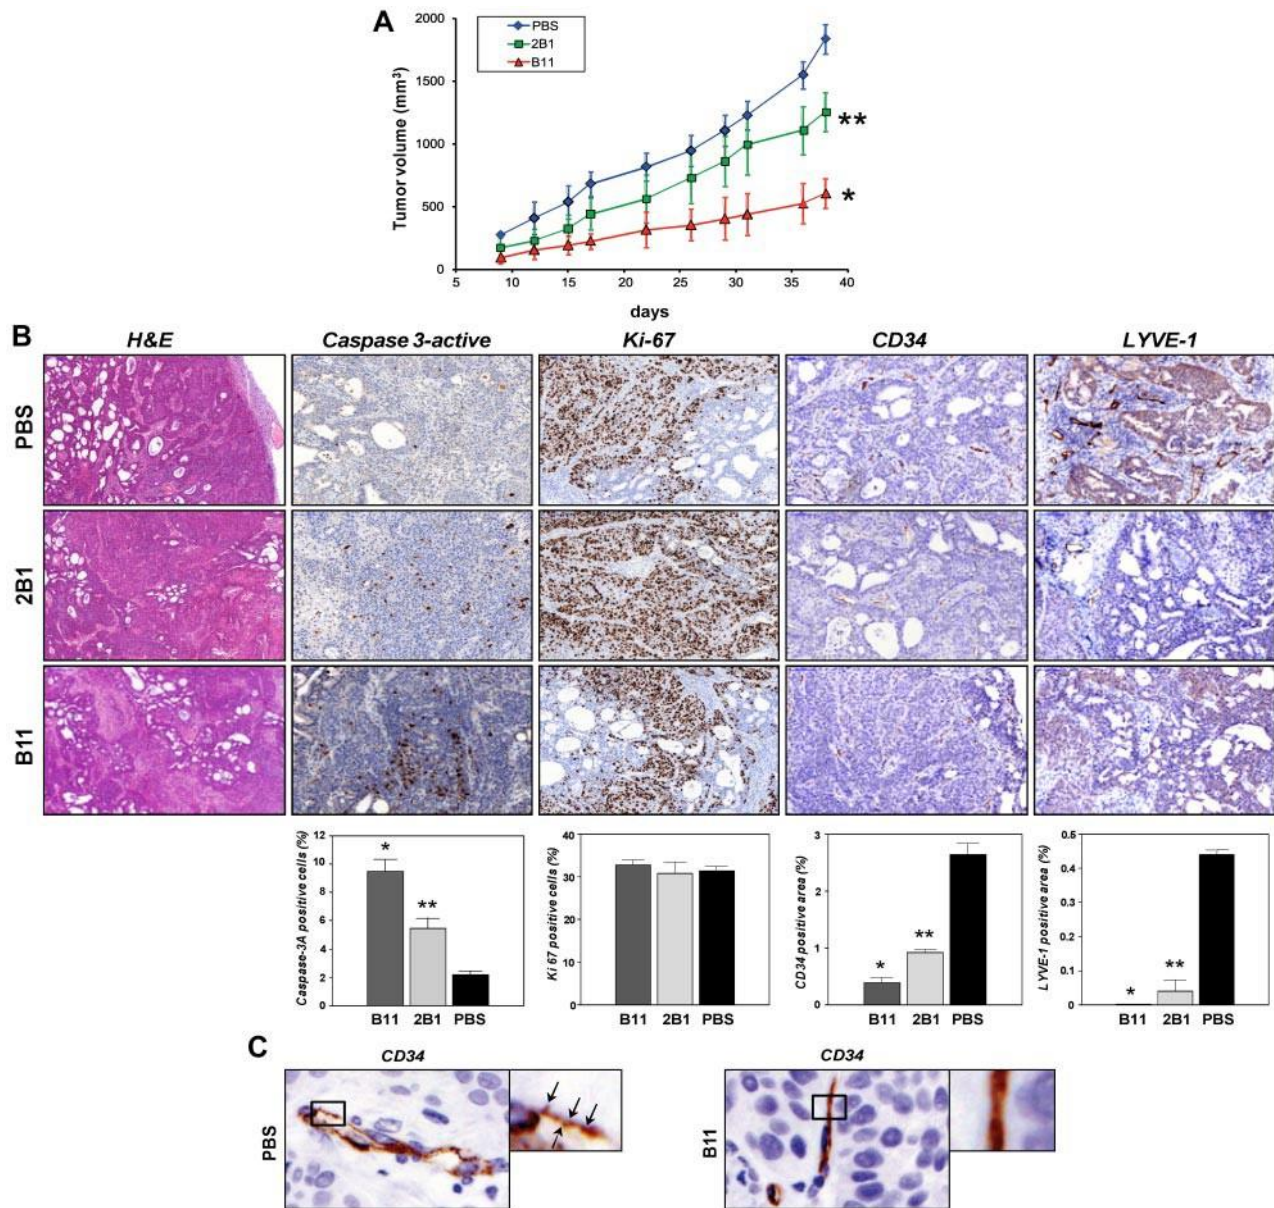 A
PBS
2B1
B11
Tumor volume (mm³)
2000
1500
1000
500
0
5
10
15
20
25
30
35
40
**
*
days
B
H&E
Caspase 3-active
Ki-67
CD34
LYVE-1
PBS
2B1
B11
Caspase-3A positive cells (%)
12
10
8
6
4
2
0
*
**
B11 2B1 PBS
Ki 67 positive cells (%)
40
30
20
10
0
B11 2B1 PBS
CD34 positive area (%)
3
2
1
0
*
**
B11 2B1 PBS
LYVE-1 positive area (%)
0.5
0.4
0.3
0.2
0.1
0
*
**
B11 2B1 PBS
C
CD34
PBS
CD34
B11